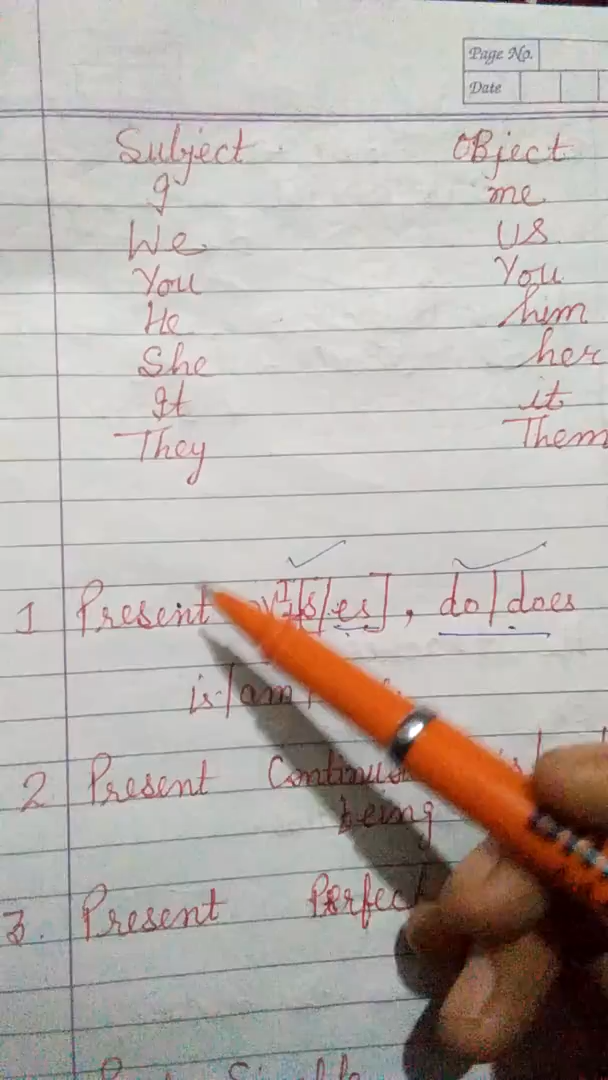 Page No.
Date
Subject OBject
I me
We us
You You
He him
She her
It it
They Them
1 Present [s/es], do/does
is/am
2 Present
being
3. Present Perfect